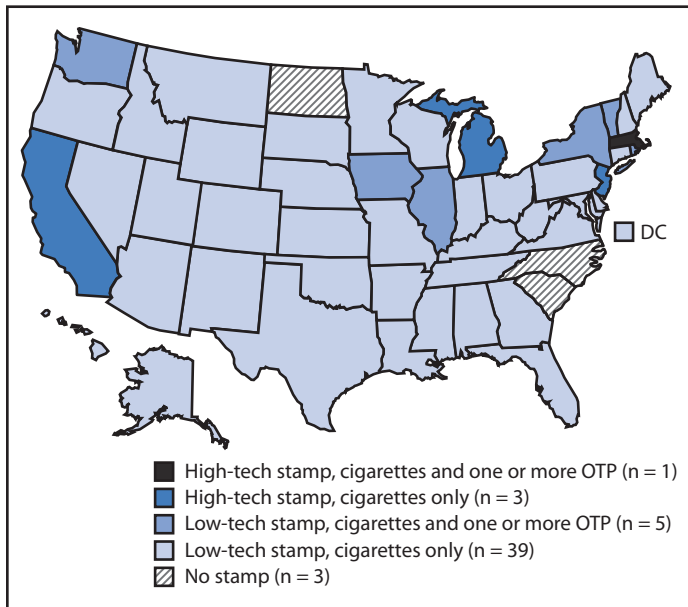 DC
High-tech stamp, cigarettes and one or more OTP (n = 1)
High-tech stamp, cigarettes only (n = 3)
Low-tech stamp, cigarettes and one or more OTP (n = 5)
Low-tech stamp, cigarettes only (n = 39)
No stamp (n = 3)